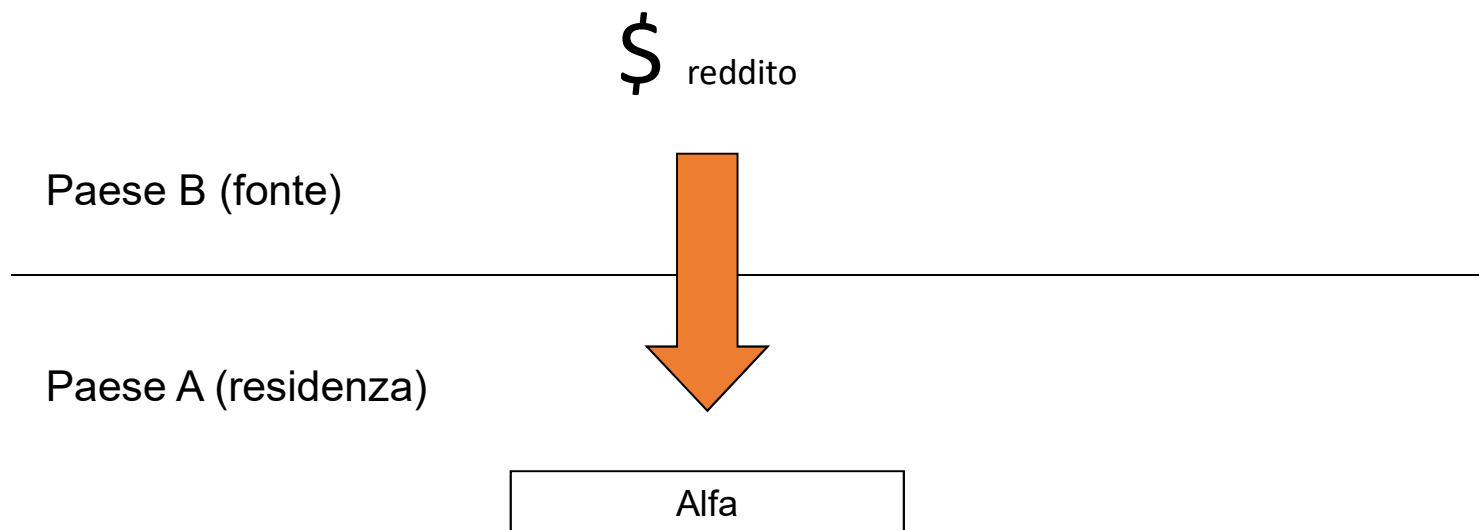 $ reddito
Paese B (fonte)
Paese A (residenza)
Alfa